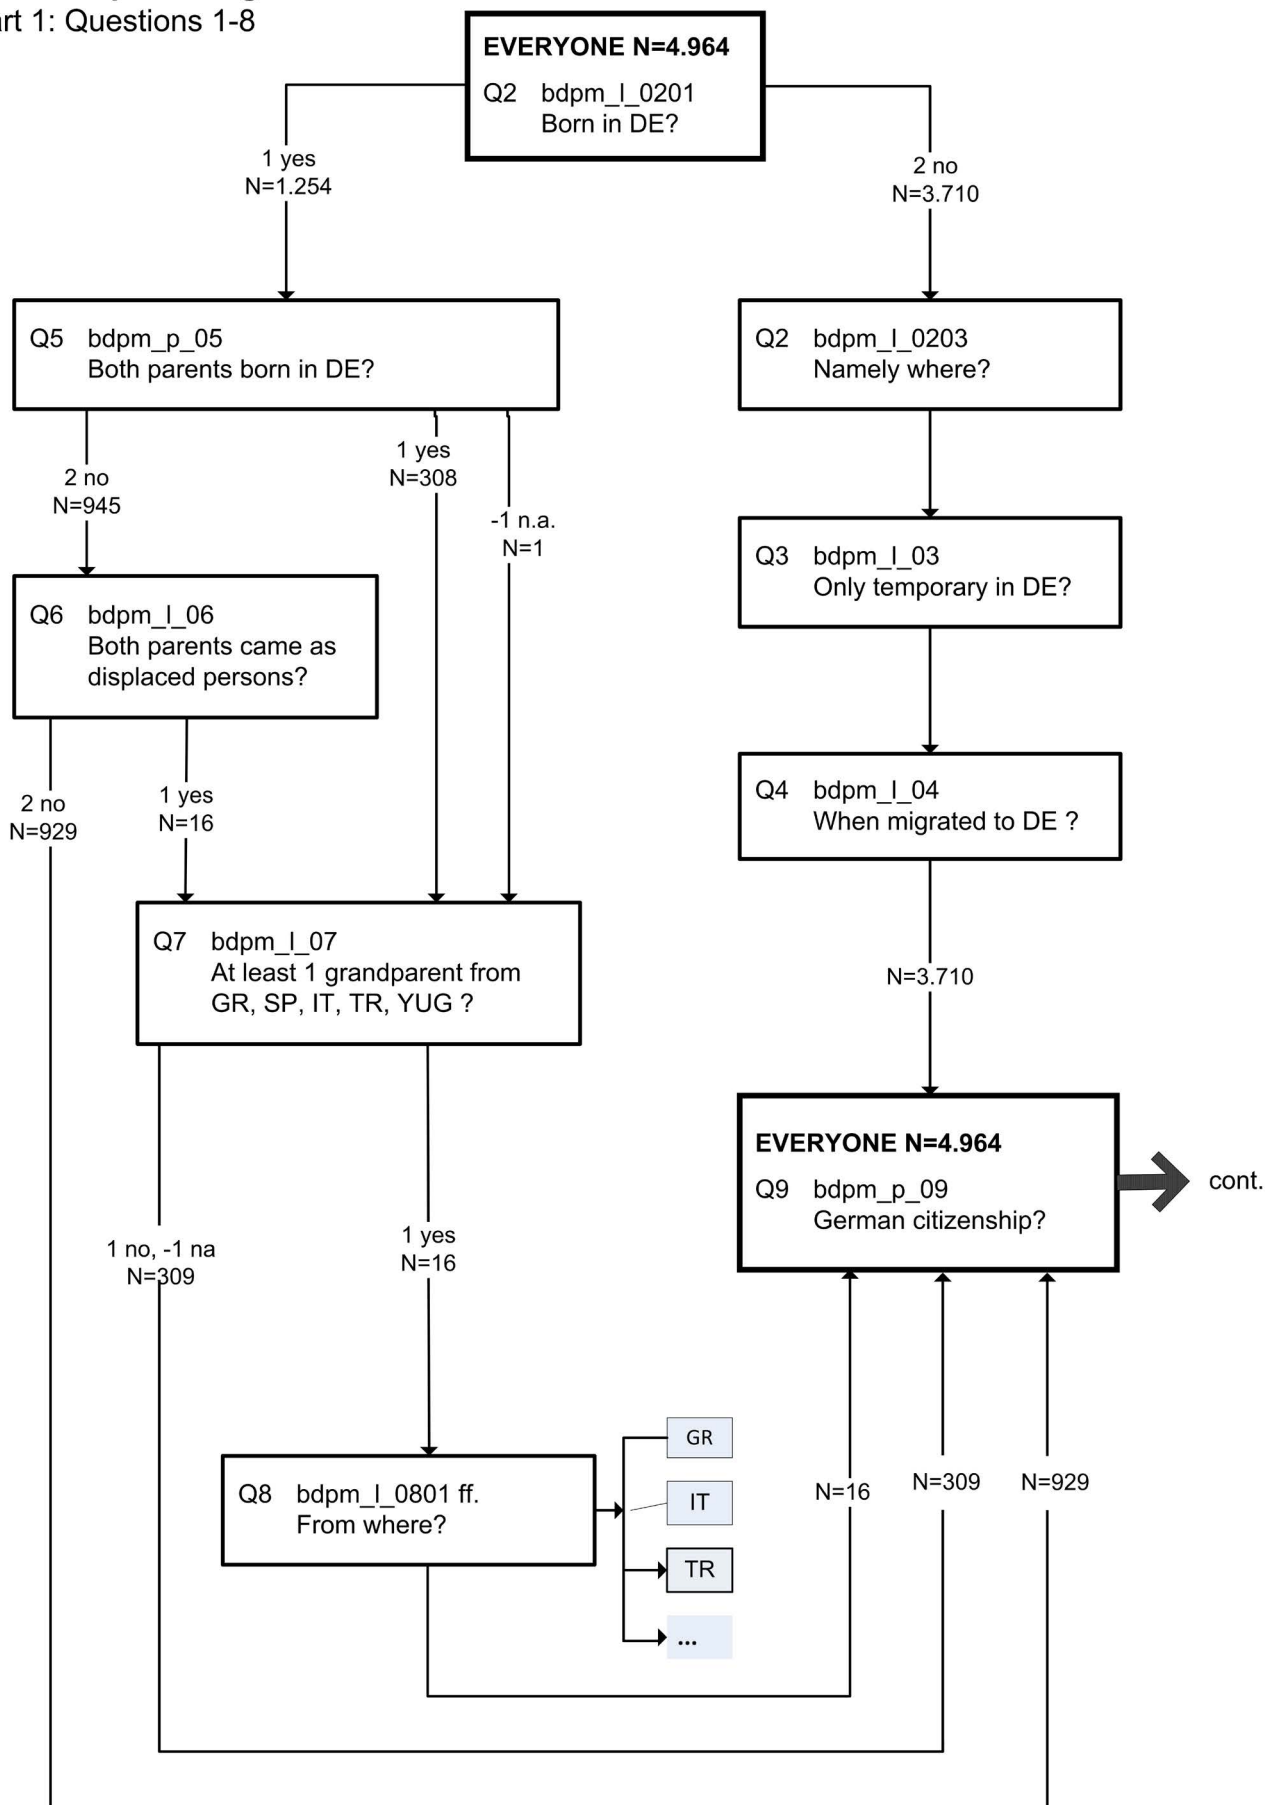 art 1: Questions 1-8
EVERYONE N=4.964
Q2 bdpm_l_0201
Born in DE?
1 yes
N=1.254
2 no
N=3.710
Q5 bdpm_p_05
Both parents born in DE?
Q2 bdpm_l_0203
Namely where?
2 no
N=945
1 yes
N=308
-1 n.a.
N=1
Q3 bdpm_l_03
Only temporary in DE?
Q6 bdpm_l_06
Both parents came as
displaced persons?
2 no
N=929
1 yes
N=16
Q4 bdpm_l_04
When migrated to DE ?
Q7 bdpm_l_07
At least 1 grandparent from
GR, SP, IT, TR, YUG ?
N=3.710
EVERYONE N=4.964
Q9 bdpm_p_09
German citizenship?
cont.
1 no, -1 na
N=309
1 yes
N=16
Q8 bdpm_l_0801 ff.
From where?
GR
IT
TR
...
N=16
N=309
N=929